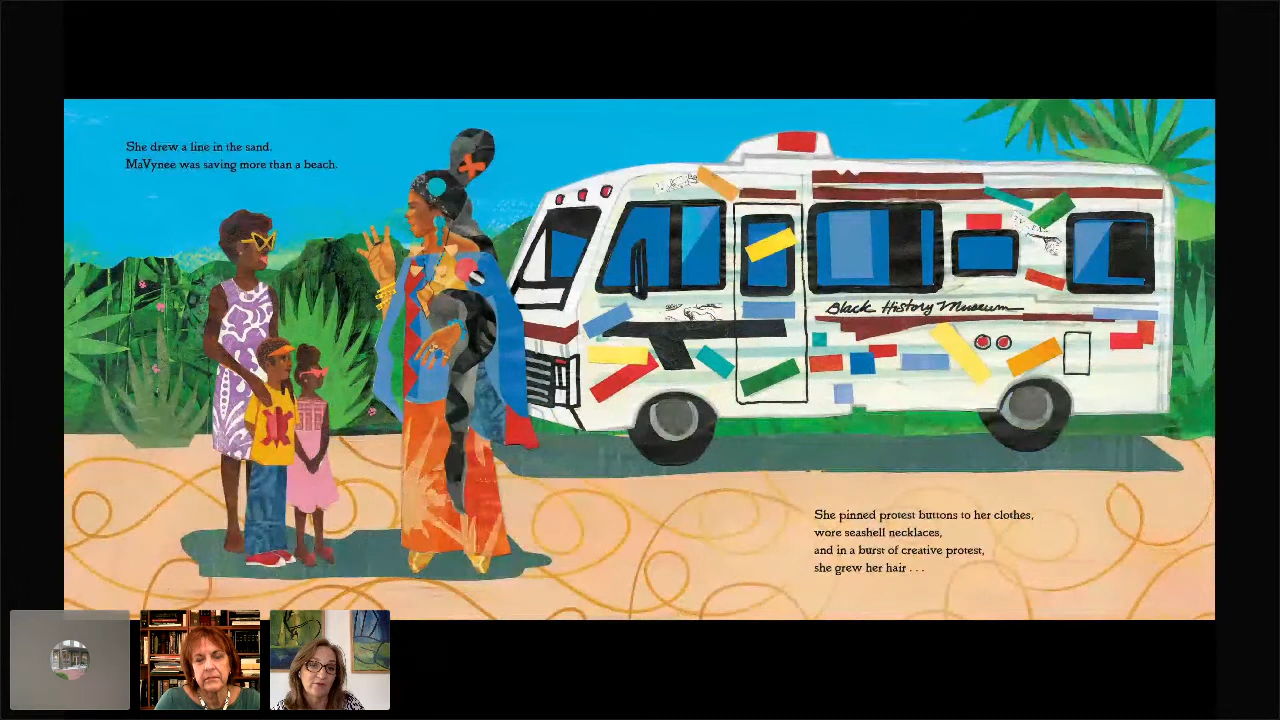 She drew a line in the sand.
MaVynee was saving more than a beach.
Black History Museum
She pinned protest buttons to her clothes,
wore seashell necklaces,
and in a burst of creative protest,
she grew her hair . . .